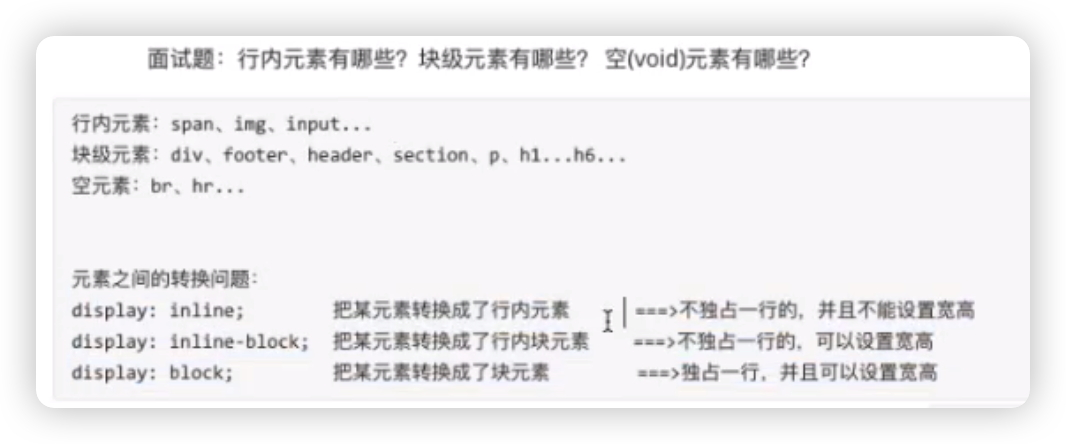 面试题：行内元素有哪些？块级元素有哪些？ 空(void)元素有哪些?
行内元素：span、img、input...
块级元素：div、footer、header、section、p、h1...h6...
空元素：br、hr...
元素之间的转换问题：
display: inline; 把某元素转换成了行内元素 ===>不独占一行的，并且不能设置宽高
display: inline-block; 把某元素转换成了行内块元素 ===>不独占一行的，可以设置宽高
display: block; 把某元素转换成了块元素 ===>独占一行，并且可以设置宽高